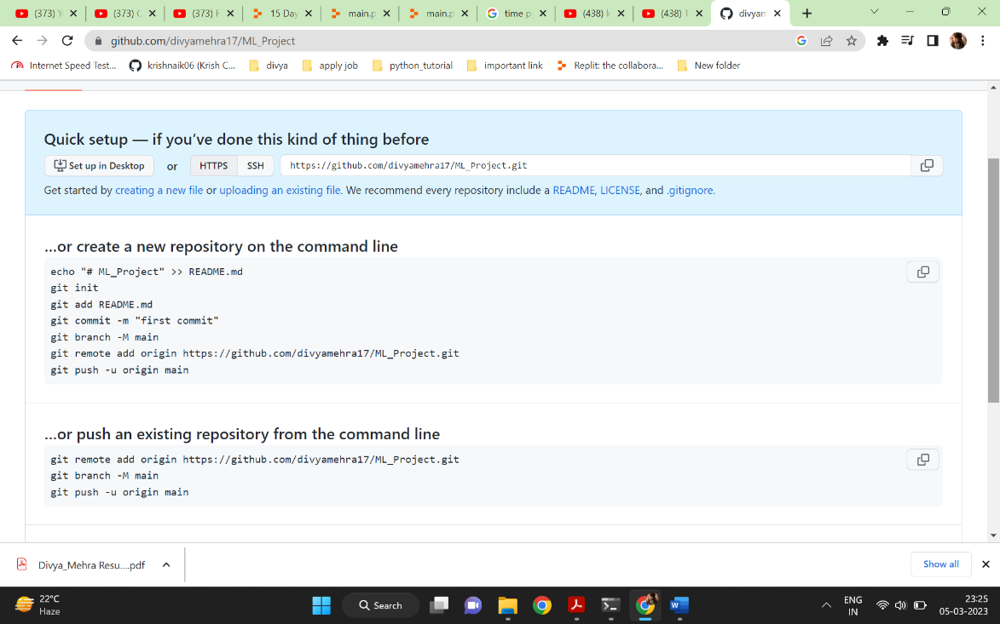 (373) Y
(373) C
(373) F
15 Day
main.p
main.p
time p
(438) k
(438) T
divyam
github.com/divyamehra17/ML_Project
Internet Speed Test...
krishnaik06 (Krish C...
divya
apply job
python_tutorial
important link
Replit: the collabora...
New folder
Quick setup — if you've done this kind of thing before
Set up in Desktop or HTTPS SSH https://github.com/divyamehra17/ML_Project.git
Get started by creating a new file or uploading an existing file. We recommend every repository include a README, LICENSE, and .gitignore.
...or create a new repository on the command line
echo "# ML_Project" >> README.md
git init
git add README.md
git commit -m "first commit"
git branch -M main
git remote add origin https://github.com/divyamehra17/ML_Project.git
git push -u origin main
...or push an existing repository from the command line
git remote add origin https://github.com/divyamehra17/ML_Project.git
git branch -M main
git push -u origin main
Divya_Mehra Resu....pdf
Show all
22°C
Haze
Search
ENG
IN
23:25
05-03-2023